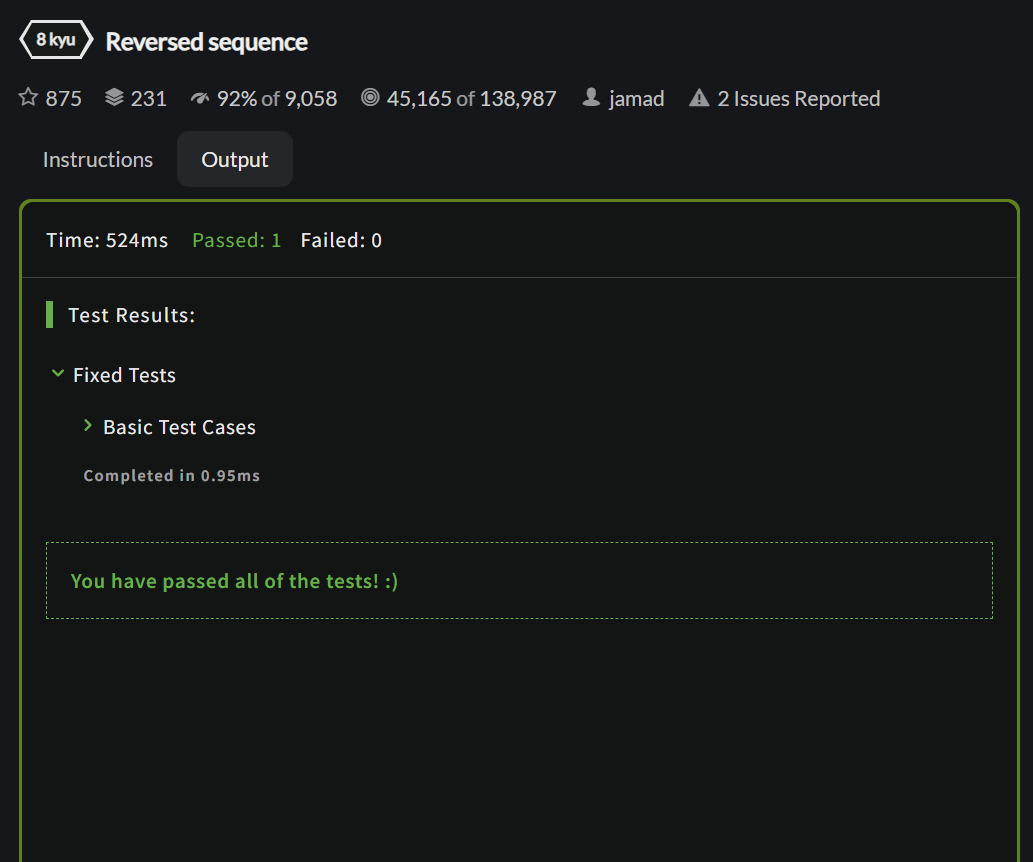 8 kyu Reversed sequence
875 231 92% of 9,058 45,165 of 138,987 jamad 2 Issues Reported
Instructions Output
Time: 524ms Passed: 1 Failed: 0
Test Results:
Fixed Tests
Basic Test Cases
Completed in 0.95ms
You have passed all of the tests! :)